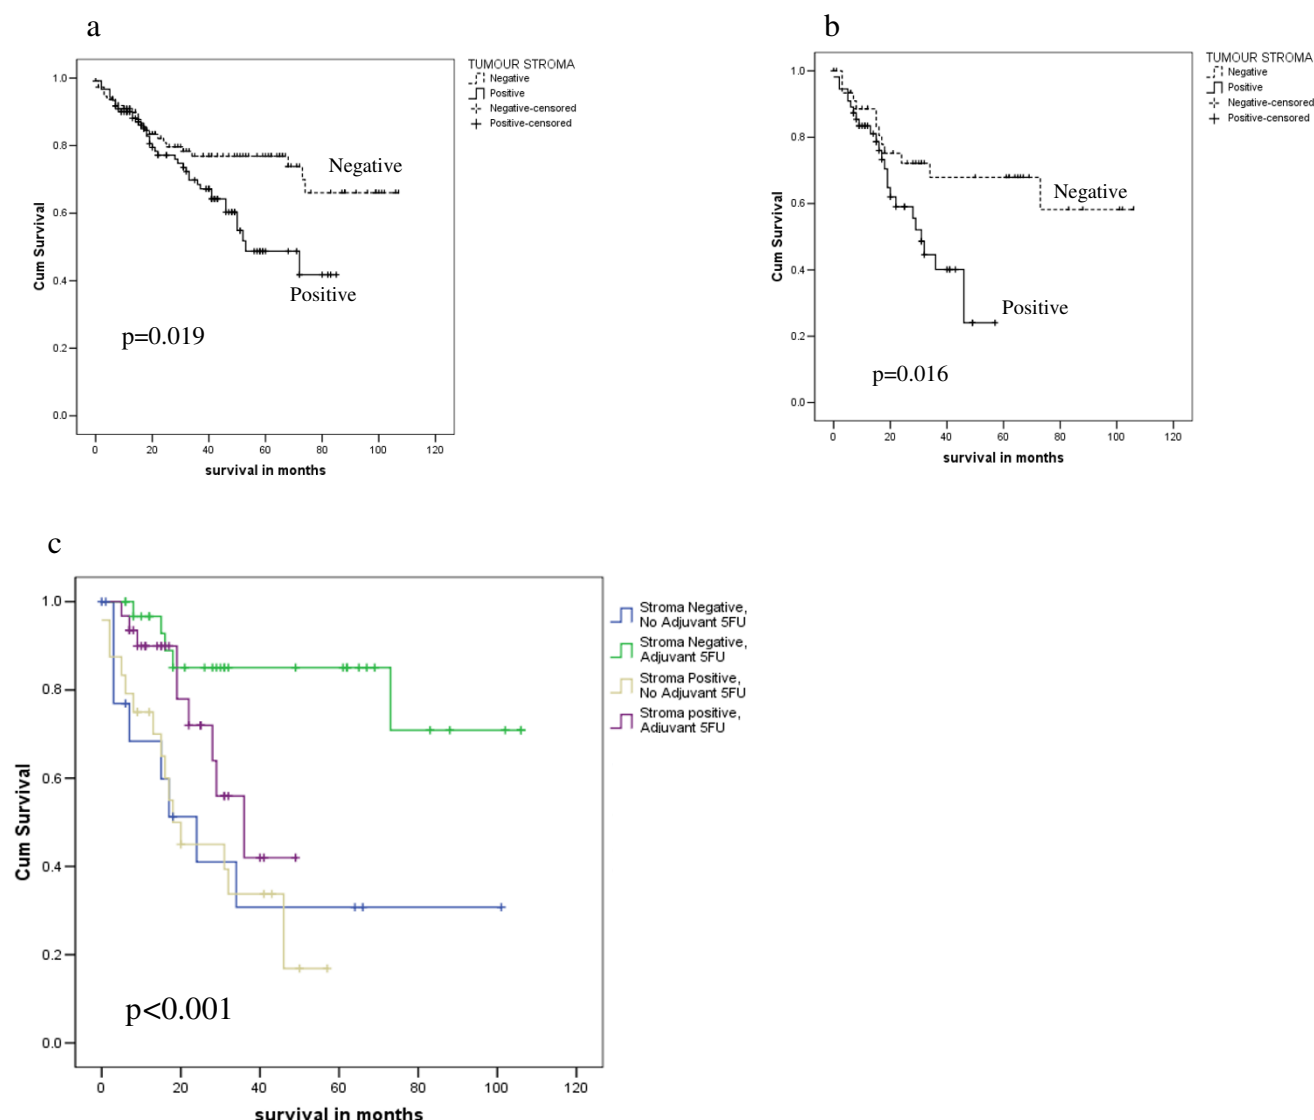 a
TUMOUR STROMA
Negative
Positive
Negative-censored
Positive-censored
1.0
0.8
0.6
0.4
0.2
0.0
Cum Survival
Negative
Positive
p=0.019
0 20 40 60 80 100 120
survival in months
b
TUMOUR STROMA
Negative
Positive
Negative-censored
Positive-censored
1.0
0.8
0.6
0.4
0.2
0.0
Cum Survival
Negative
Positive
p=0.016
0 20 40 60 80 100 120
survival in months
c
Stroma Negative,
No Adjuvant 5FU
Stroma Negative,
Adjuvant 5FU
Stroma Positive,
No Adjuvant 5FU
Stroma positive,
Adjuvant 5FU
1.0
0.8
0.6
0.4
0.2
0.0
Cum Survival
p<0.001
0 20 40 60 80 100 120
survival in months